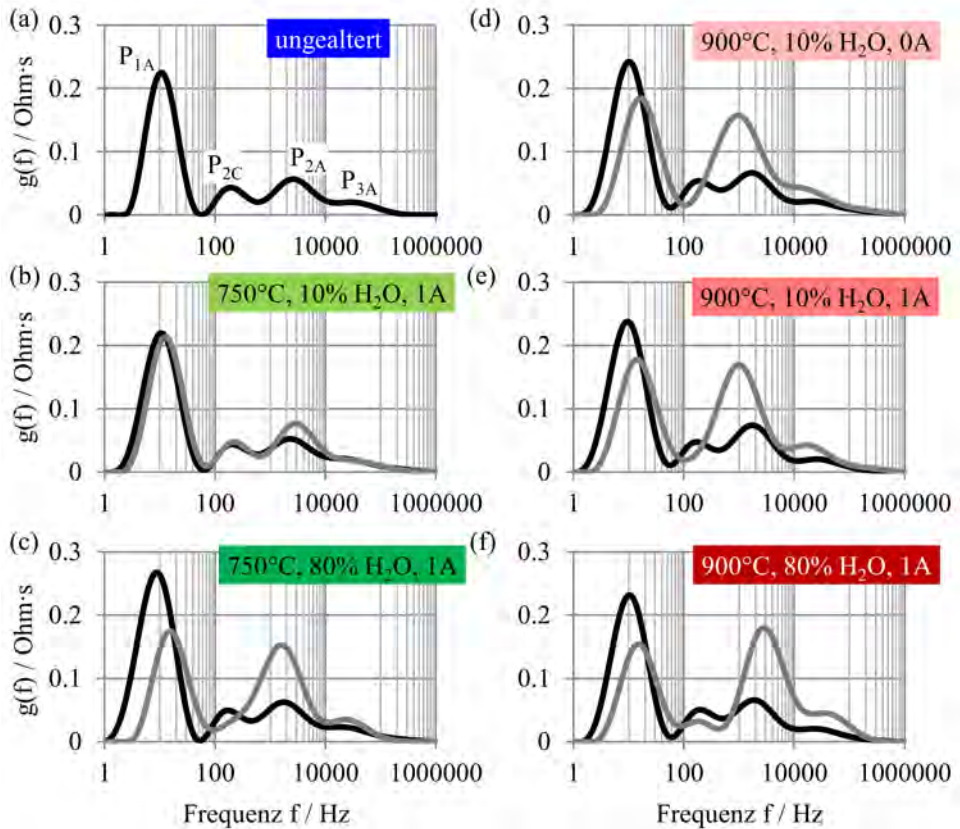 (a)
ungealtert
g(f) / Ohm·s
0.3
0.2
0.1
0
P1A
P2C
P2A
P3A
1 100 10000 1000000
(b)
750°C, 10% H₂O, 1A
g(f) / Ohm·s
0.3
0.2
0.1
0
1 100 10000 1000000
(c)
750°C, 80% H₂O, 1A
g(f) / Ohm·s
0.3
0.2
0.1
0
1 100 10000 1000000
Frequenz f / Hz
(d)
900°C, 10% H₂O, 0A
0.3
0.2
0.1
0
1 100 10000 1000000
(e)
900°C, 10% H₂O, 1A
0.3
0.2
0.1
0
1 100 10000 1000000
(f)
900°C, 80% H₂O, 1A
0.3
0.2
0.1
0
1 100 10000 1000000
Frequenz f / Hz